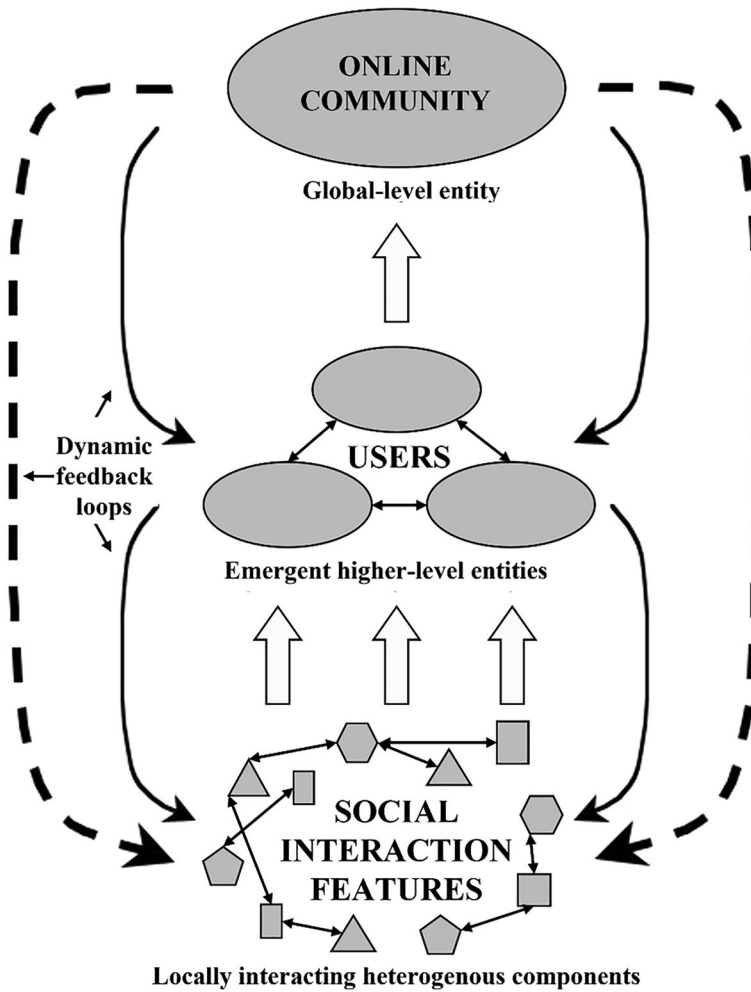 ONLINE
COMMUNITY
Global-level entity
Dynamic
feedback
loops
USERS
Emergent higher-level entities
SOCIAL
INTERACTION
FEATURES
Locally interacting heterogenous components